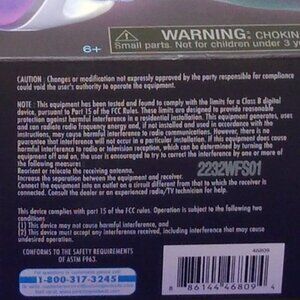 WARNING: CHOKIN
Small parts. Not for children under 3 y
6+
CAUTION : Changes or modification not expressly approved by the party responsible for compliance
could void the user's authority to operate the equipment.
NOTE : This equipment has been tested and found to comply with the limits for a Class B digital
device, pursuant to Part 15 of the FCC Rules. These limits are designed to provide reasonable
protection against harmful interference in a residential installation. This equipment generates, uses
and can radiate radio frequency energy and, if not installed and used in accordance with the
instructions, may cause harmful interference to radio communications. However, there is no
guarantee that interference will not occur in a particular installation. If this equipment does cause
harmful interference to radio or television reception, which can be determined by turning the
equipment off and on, the user is encouraged to try to correct the interference by one or more of
the following measures:
Reorient or relocate the receiving antenna.
Increase the separation between the equipment and receiver.
Connect the equipment into an outlet on a circuit different from that to which the receiver is
connected. Consult the dealer or an experienced radio/TV technician for help.
2232WFS01
This device complies with part 15 of the FCC Rules. Operation is subject to the following two
conditions:
(1) This device may not cause harmful interference, and
(2) This device must accept any interference received, including interference that may cause
undesired operation.
CONFORMS TO THE SAFETY REQUIREMENTS
OF ASTM F963.
46809
1-800-317-3245
8 86144 46809 4